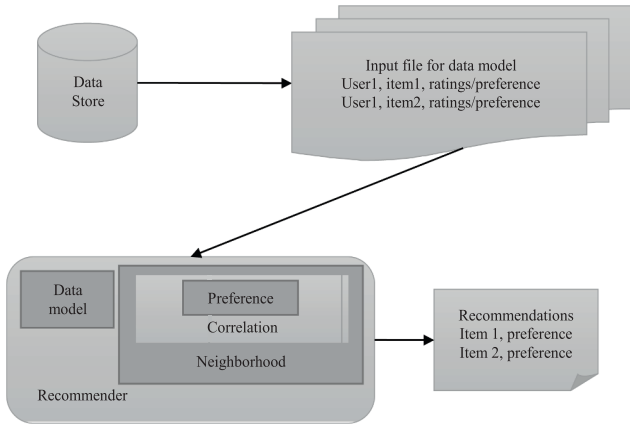 Data
Store
Input file for data model
User1, item1, ratings/preference
User1, item2, ratings/preference
Data
model
Preference
Correlation
Neighborhood
Recommender
Recommendations
Item 1, preference
Item 2, preference